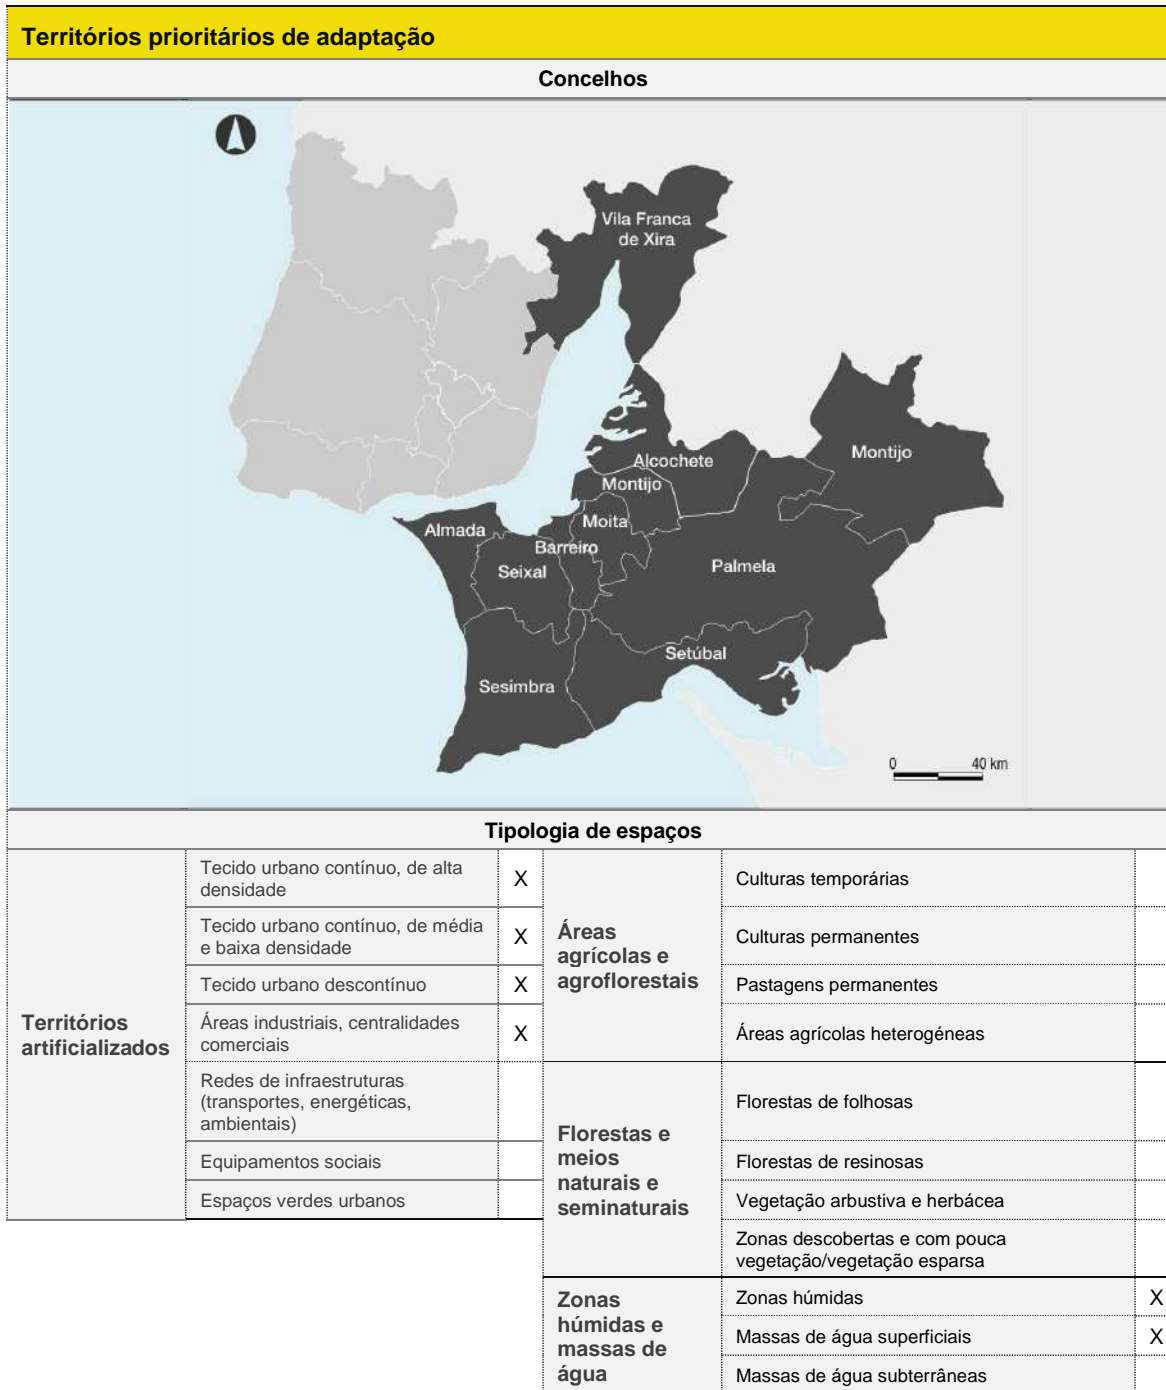 Territórios prioritários de adaptação
Concelhos
Vila Franca
de Xira
Montijo
Alcochete
Montijo
Moita
Almada
Barreiro
Seixal
Palmela
Setúbal
Sesimbra
0 40 km
Tipologia de espaços
Territórios
artificializados
Tecido urbano contínuo, de alta
densidade X
Tecido urbano contínuo, de média
e baixa densidade X
Tecido urbano descontínuo X
Áreas industriais, centralidades
comerciais X
Redes de infraestruturas
(transportes, energéticas,
ambientais)
Equipamentos sociais
Espaços verdes urbanos
Áreas
agrícolas e
agroflorestais
Culturas temporárias
Culturas permanentes
Pastagens permanentes
Áreas agrícolas heterogéneas
Florestas e
meios
naturais e
seminaturais
Florestas de folhosas
Florestas de resinosas
Vegetação arbustiva e herbácea
Zonas descobertas e com pouca
vegetação/vegetação esparsa
Zonas
húmidas e
massas de
água
Zonas húmidas X
Massas de água superficiais X
Massas de água subterrâneas